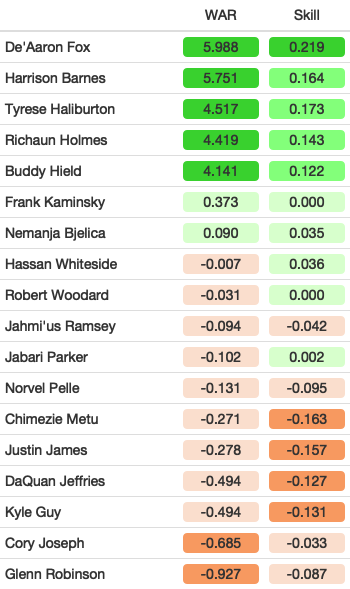 WAR Skill
De'Aaron Fox 5.988 0.219
Harrison Barnes 5.751 0.164
Tyrese Haliburton 4.517 0.173
Richaun Holmes 4.419 0.143
Buddy Hield 4.141 0.122
Frank Kaminsky 0.373 0.000
Nemanja Bjelica 0.090 0.035
Hassan Whiteside -0.007 0.036
Robert Woodard -0.031 0.000
Jahmi'us Ramsey -0.094 -0.042
Jabari Parker -0.102 0.002
Norvel Pelle -0.131 -0.095
Chimezie Metu -0.271 -0.163
Justin James -0.278 -0.157
DaQuan Jeffries -0.494 -0.127
Kyle Guy -0.494 -0.131
Cory Joseph -0.685 -0.033
Glenn Robinson -0.927 -0.087